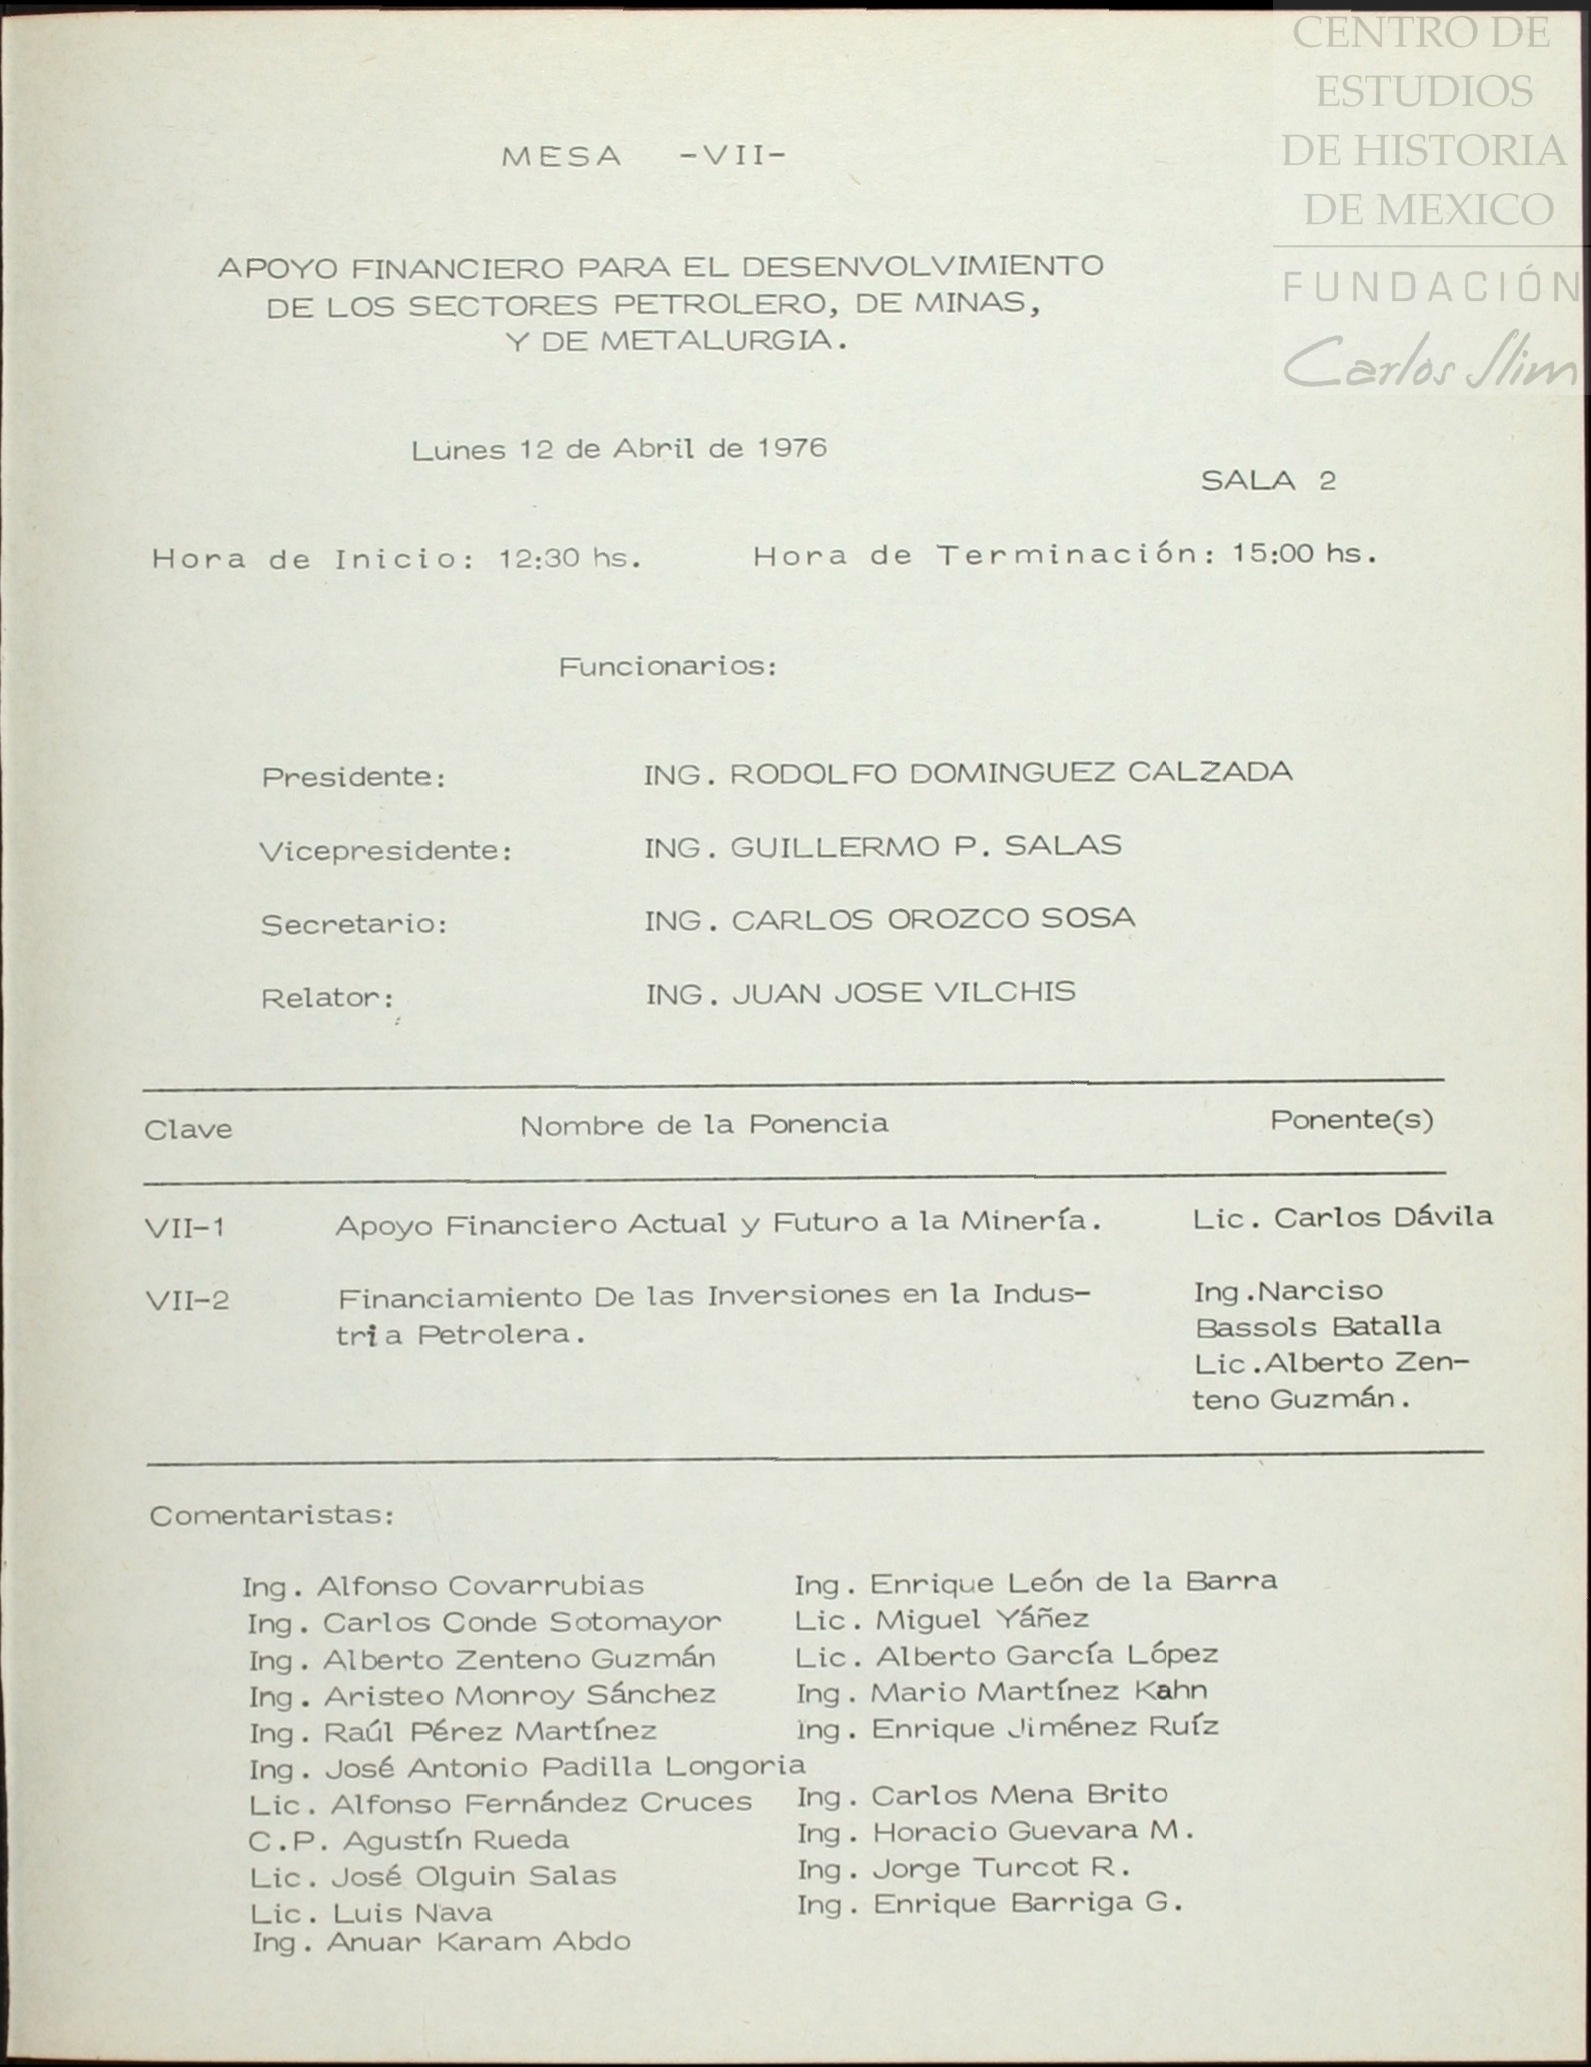 CENTRO DE
ESTUDIOS
DE HISTORIA
DE MEXICO
FUNDACIÓN
Carlos Slim
MESA -VII-
APOYO FINANCIERO PARA EL DESENVOLVIMIENTO
DE LOS SECTORES PETROLERO, DE MINAS,
Y DE METALURGIA.
Lunes 12 de Abril de 1976
SALA 2
Hora de Inicio: 12:30 hs. Hora de Terminación: 15:00 hs.
Funcionarios:
Presidente: ING. RODOLFO DOMINGUEZ CALZADA
Vicepresidente: ING. GUILLERMO P. SALAS
Secretario: ING. CARLOS OROZCO SOSA
Relator: ING. JUAN JOSE VILCHIS
Clave Nombre de la Ponencia Ponente(s)
VII-1 Apoyo Financiero Actual y Futuro a la Minería. Lic. Carlos Dávila
VII-2 Financiamiento De las Inversiones en la Indus- Ing.Narciso
tria Petrolera. Bassols Batalla
Lic.Alberto Zen-
teno Guzmán.
Comentaristas:
Ing. Alfonso Covarrubias Ing. Enrique León de la Barra
Ing. Carlos Conde Sotomayor Lic. Miguel Yáñez
Ing. Alberto Zenteno Guzmán Lic. Alberto García López
Ing. Aristeo Monroy Sánchez Ing. Mario Martínez Kahn
Ing. Raúl Pérez Martínez Ing. Enrique Jiménez Ruíz
Ing. José Antonio Padilla Longoria
Lic. Alfonso Fernández Cruces Ing. Carlos Mena Brito
C.P. Agustín Rueda Ing. Horacio Guevara M.
Lic. José Olguin Salas Ing. Jorge Turcot R.
Lic. Luis Nava Ing. Enrique Barriga G.
Ing. Anuar Karam Abdo